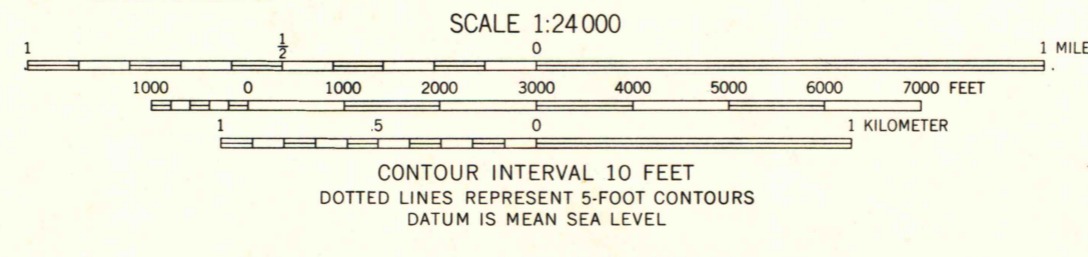 SCALE 1:24 000
1 ½ 0 1 MILE
1000 0 1000 2000 3000 4000 5000 6000 7000 FEET
1 .5 0 1 KILOMETER
CONTOUR INTERVAL 10 FEET
DOTTED LINES REPRESENT 5-FOOT CONTOURS
DATUM IS MEAN SEA LEVEL